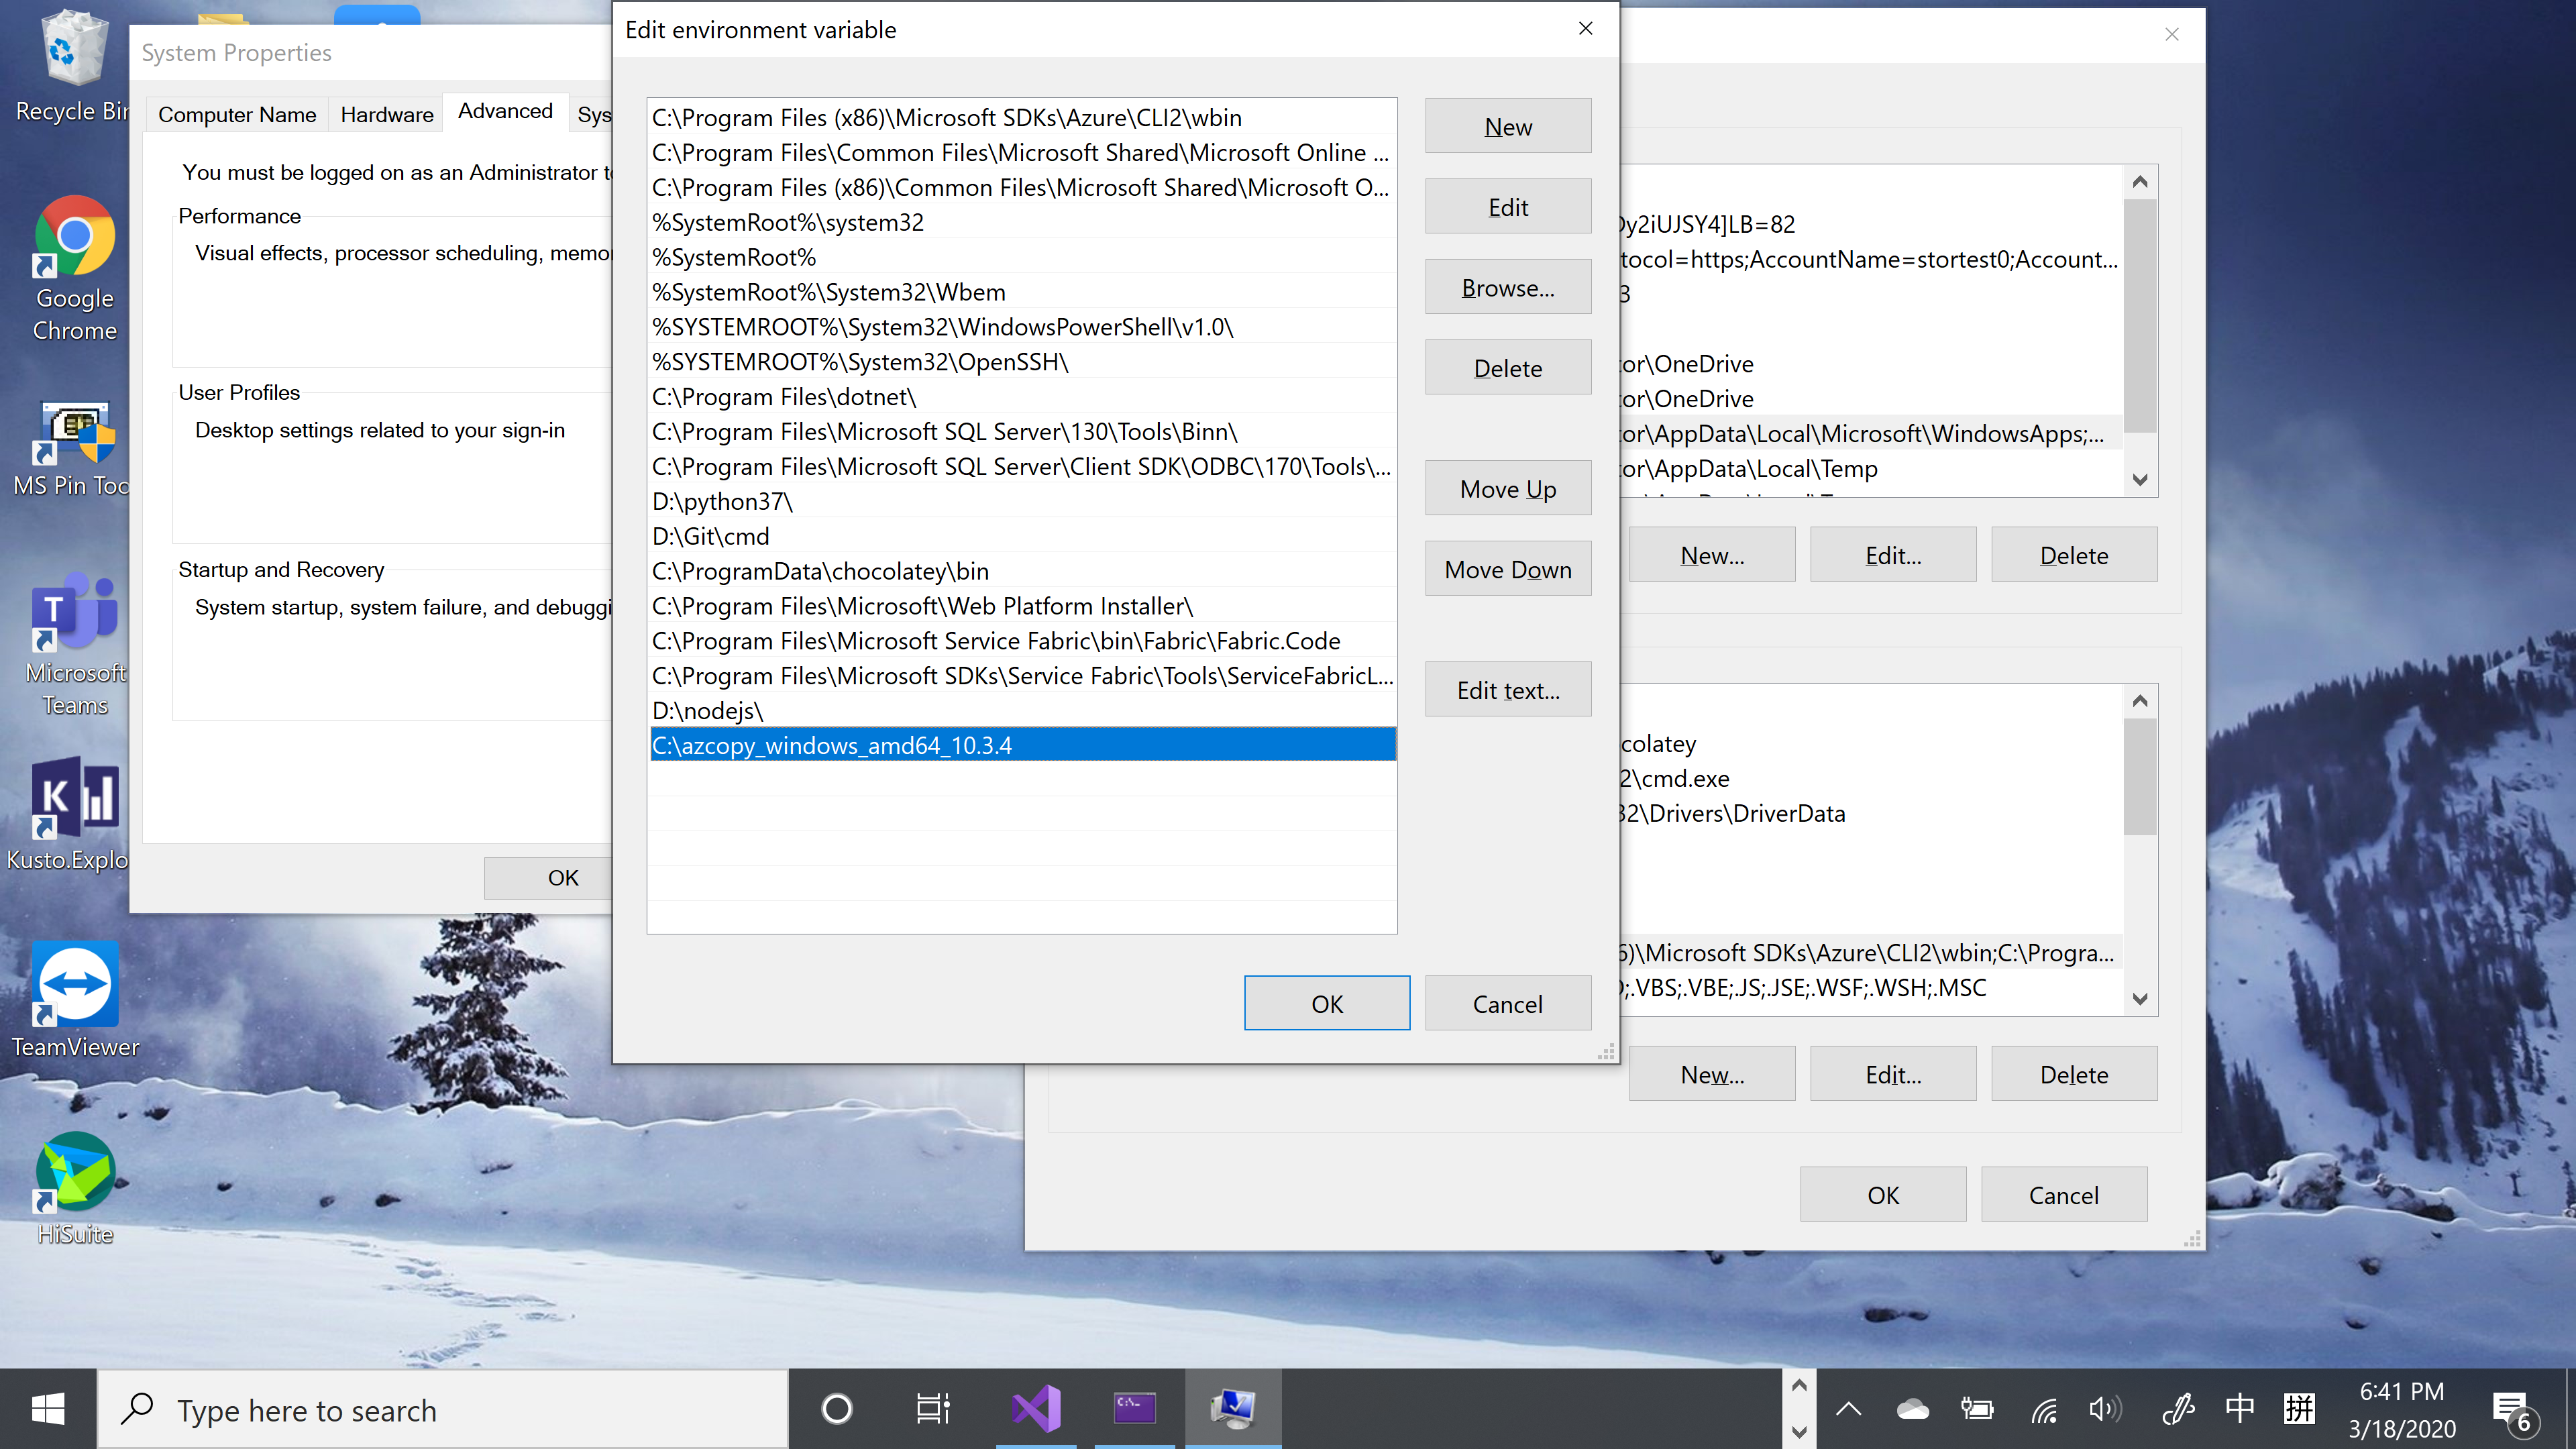 Recycle Bin
Google
Chrome
MS Pin Too
Microsoft
Teams
Kusto.Explo
TeamViewer
HiSuite
System Properties
Computer Name
Hardware
Advanced
Sys
You must be logged on as an Administrator to
Performance
Visual effects, processor scheduling, memor
User Profiles
Desktop settings related to your sign-in
Startup and Recovery
System startup, system failure, and debuggi
OK
Edit environment variable
C:\Program Files (x86)\Microsoft SDKs\Azure\CLI2\wbin
C:\Program Files\Common Files\Microsoft Shared\Microsoft Online ...
C:\Program Files (x86)\Common Files\Microsoft Shared\Microsoft O...
%SystemRoot%\system32
%SystemRoot%
%SystemRoot%\System32\Wbem
%SYSTEMROOT%\System32\WindowsPowerShell\v1.0\
%SYSTEMROOT%\System32\OpenSSH\
C:\Program Files\dotnet\
C:\Program Files\Microsoft SQL Server\130\Tools\Binn\
C:\Program Files\Microsoft SQL Server\Client SDK\ODBC\170\Tools\...
D:\python37\
D:\Git\cmd
C:\ProgramData\chocolatey\bin
C:\Program Files\Microsoft\Web Platform Installer\
C:\Program Files\Microsoft Service Fabric\bin\Fabric\Fabric.Code
C:\Program Files\Microsoft SDKs\Service Fabric\Tools\ServiceFabricL...
D:\nodejs\
C:\azcopy_windows_amd64_10.3.4
New
Edit
Browse...
Delete
Move Up
Move Down
Edit text...
OK
Cancel
y2iUJSY4]LB=82
tocol=https;AccountName=stortest0;Account...
3
tor\OneDrive
tor\OneDrive
tor\AppData\Local\Microsoft\WindowsApps;...
tor\AppData\Local\Temp
New...
Edit...
Delete
colatey
2\cmd.exe
32\Drivers\DriverData
6)\Microsoft SDKs\Azure\CLI2\wbin;C:\Progra...
;.VBS;.VBE;.JS;.JSE;.WSF;.WSH;.MSC
New...
Edit...
Delete
OK
Cancel
Type here to search
中
拼
6:41 PM
3/18/2020
6